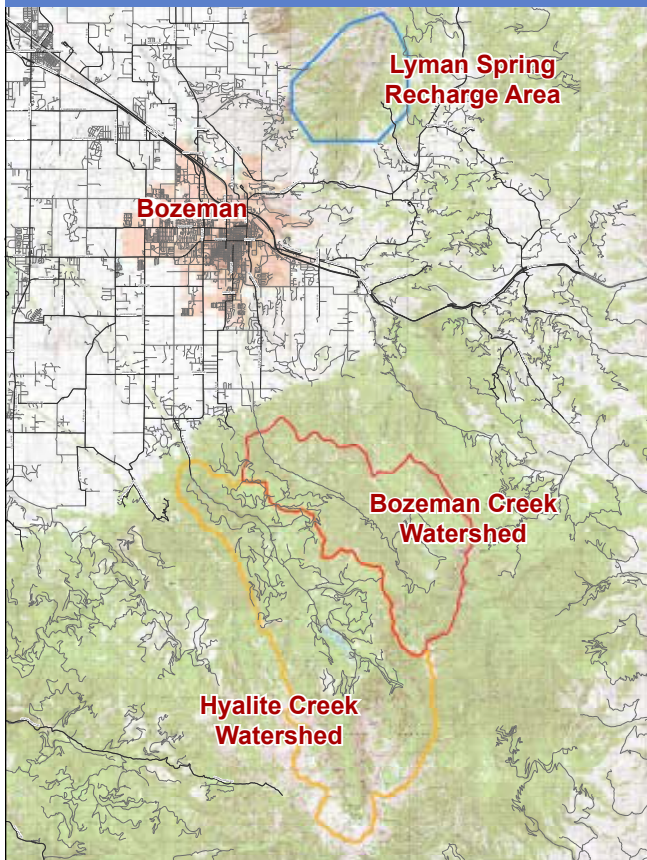 Lyman Spring
Recharge Area
Bozeman
Bozeman Creek
Watershed
Hyalite Creek
Watershed